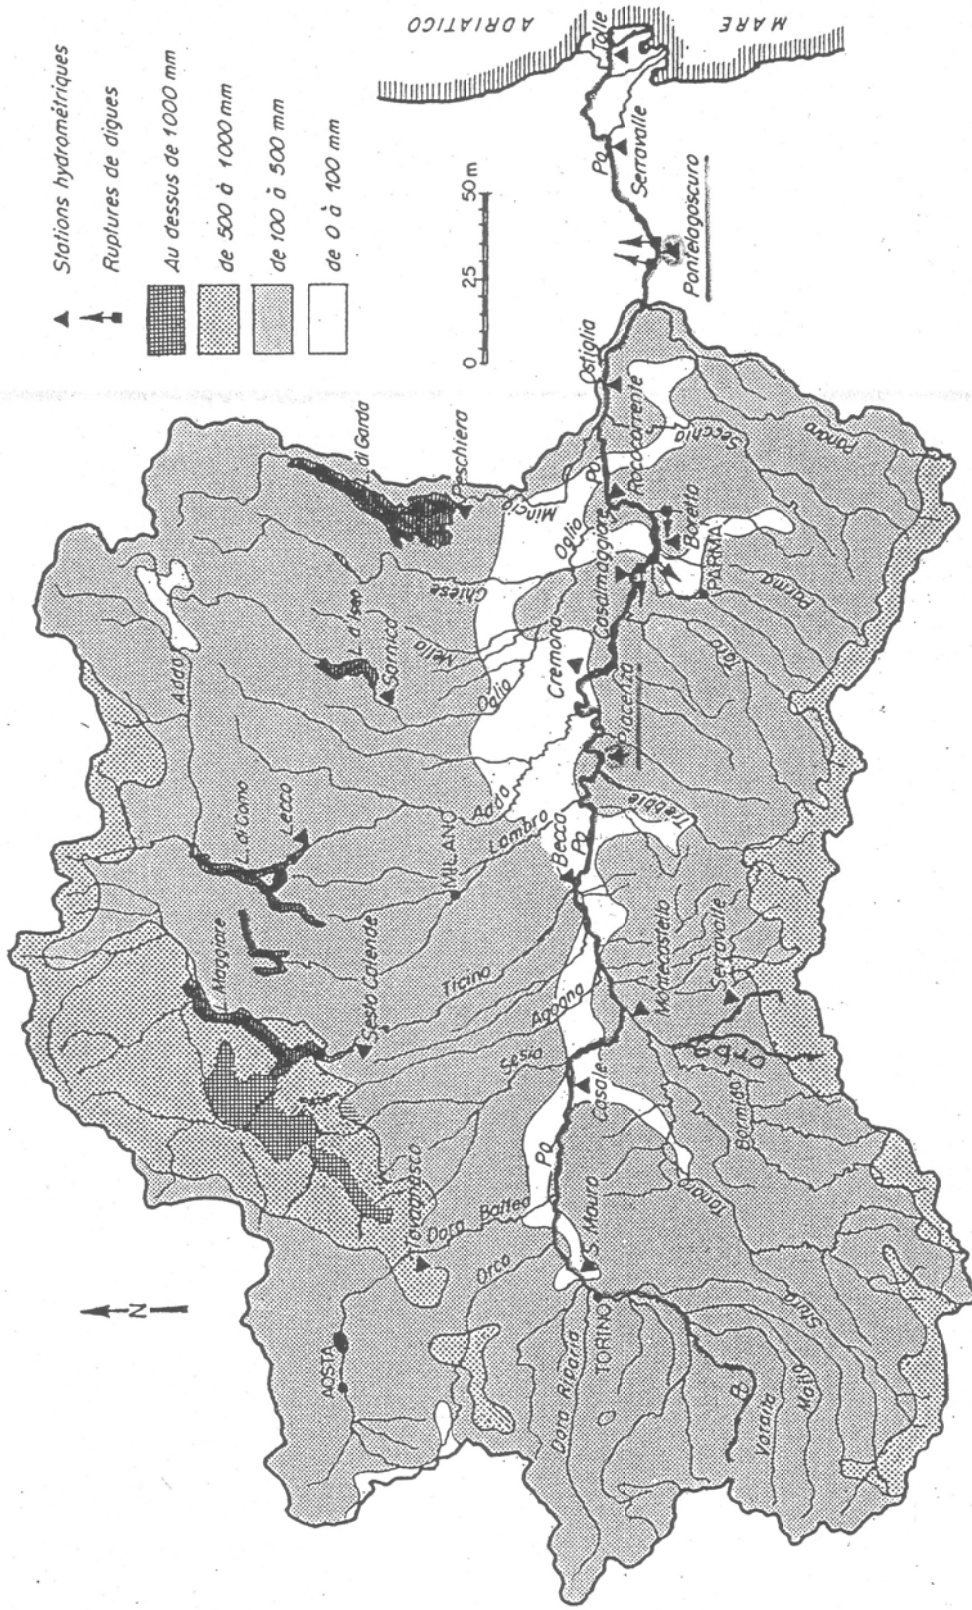 Stations hydrométriques
Ruptures de digues
Au dessus de 1000 mm
de 500 à 1000 mm
de 100 à 500 mm
de 0 à 100 mm
0 25 50 m
N
MARE
ADRIATICO
Tolle
Po
Serravalle
Pontelagoscuro
Ostiglia
Po
Roccocorrente
Secchia
Panaro
L. di Garda
Peschiera
Mincio
Oglio
Chiese
Casalmaggiore
Boretto
PARMA
Parma
Taro
L. d'Iseo
Sarnico
Mella
Oglio
Cremona
Piacenza
Adda
Adda
L. di Como
Lecco
MILANO
Lambro
Becca
Po
Trebbie
L. Maggiore
Sesto Calende
Ticino
Agogna
Sesia
Montecastello
Serravalle
Orba
Bormida
Casale
Po
Tanaro
Tavagnasco
Dora Baltea
Orco
S. Mauro
TORINO
AOSTA
Dora Riparia
Stura
Maira
Varaita
Po